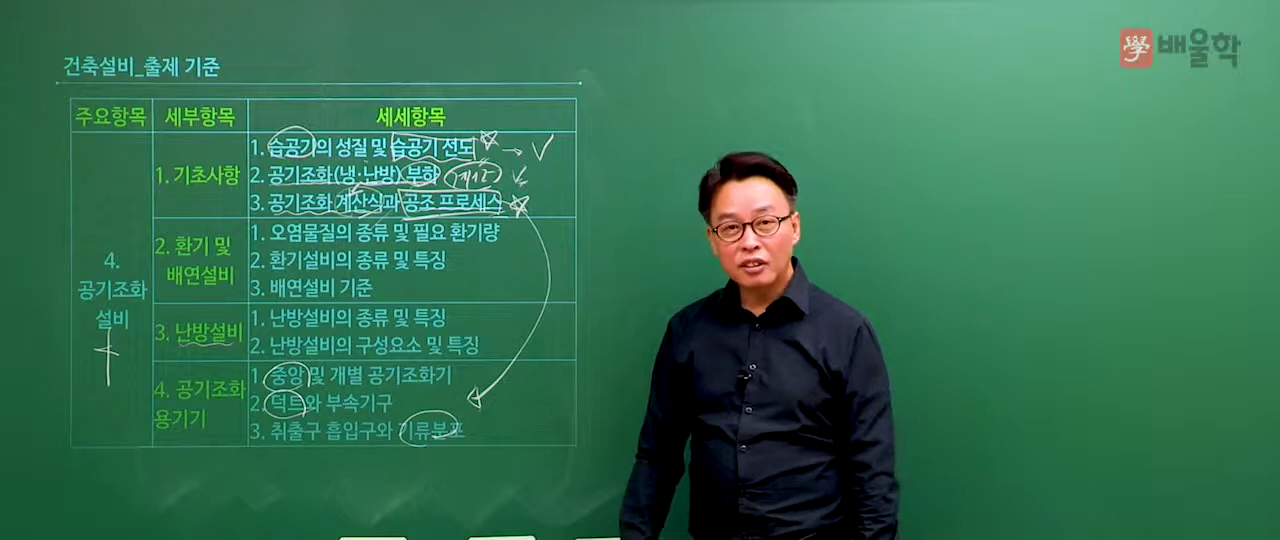 學 배울학
건축설비_출제 기준
주요항목 세부항목 세세항목
4.
공기조화
설비
1. 기초사항
1. 습공기의 성질 및 습공기 선도
2. 공기조화(냉·난방) 부하 (계산)
3. 공기조화 계산식과 공조 프로세스
2. 환기 및
배연설비
1. 오염물질의 종류 및 필요 환기량
2. 환기설비의 종류 및 특징
3. 배연설비 기준
3. 난방설비
1. 난방설비의 종류 및 특징
2. 난방설비의 구성요소 및 특징
4. 공기조화
용기기
1. 중앙 및 개별 공기조화기
2. 덕트와 부속기구
3. 취출구 흡입구와 기류분포